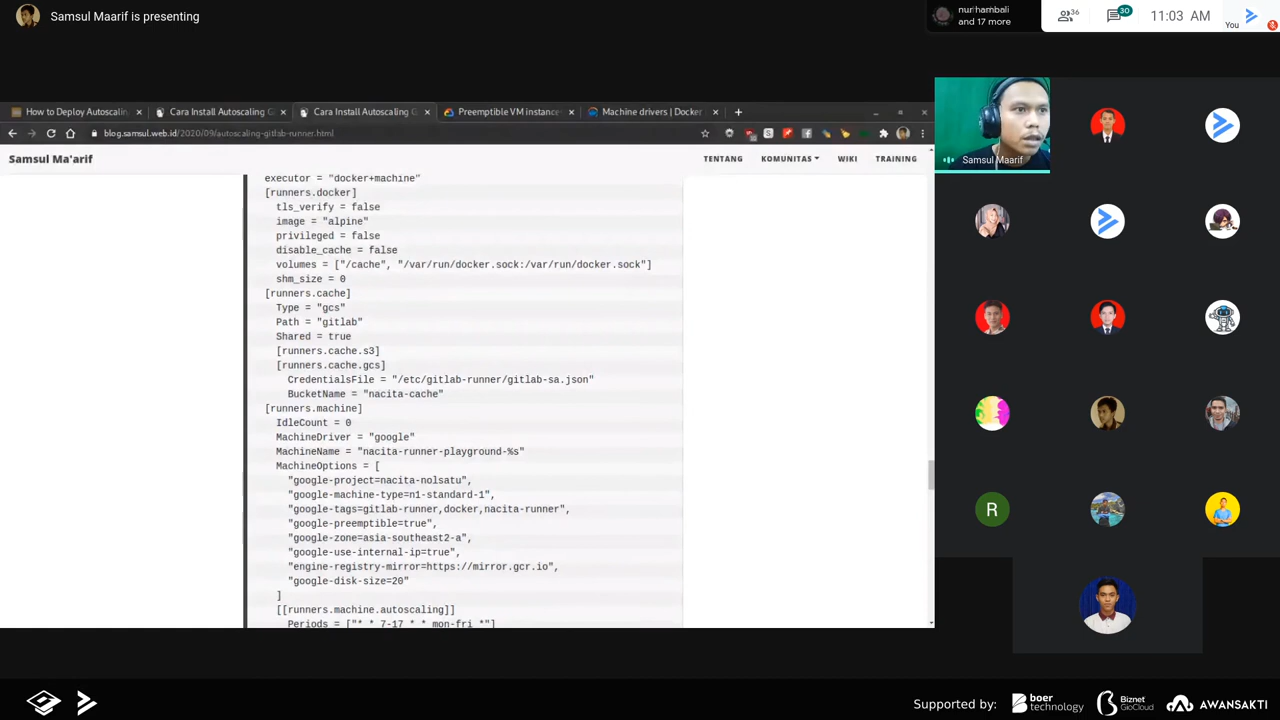 Samsul Maarif is presenting
nur hambali
and 17 more
36
30
11:03 AM
You
How to Deploy Autoscaling
Cara Install Autoscaling G
Cara Install Autoscaling G
Preemptible VM instance
Machine drivers | Docker
blog.samsul.web.id/2020/09/autoscaling-gitlab-runner.html
Samsul Ma'arif
TENTANG
KOMUNITAS
WIKI
TRAINING
executor = "docker+machine"
[runners.docker]
tls_verify = false
image = "alpine"
privileged = false
disable_cache = false
volumes = ["/cache", "/var/run/docker.sock:/var/run/docker.sock"]
shm_size = 0
[runners.cache]
Type = "gcs"
Path = "gitlab"
Shared = true
[runners.cache.s3]
[runners.cache.gcs]
CredentialsFile = "/etc/gitlab-runner/gitlab-sa.json"
BucketName = "nacita-cache"
[runners.machine]
IdleCount = 0
MachineDriver = "google"
MachineName = "nacita-runner-playground-%s"
MachineOptions = [
"google-project=nacita-nolsatu",
"google-machine-type=n1-standard-1",
"google-tags=gitlab-runner,docker,nacita-runner",
"google-preemptible=true",
"google-zone=asia-southeast2-a",
"google-use-internal-ip=true",
"engine-registry-mirror=https://mirror.gcr.io",
"google-disk-size=20"
]
[[runners.machine.autoscaling]]
Periods = ["* * 7-17 * * mon-fri *"]
Samsul Maarif
R
Supported by:
boer
technology
Biznet
GioCloud
AWANSAKTI